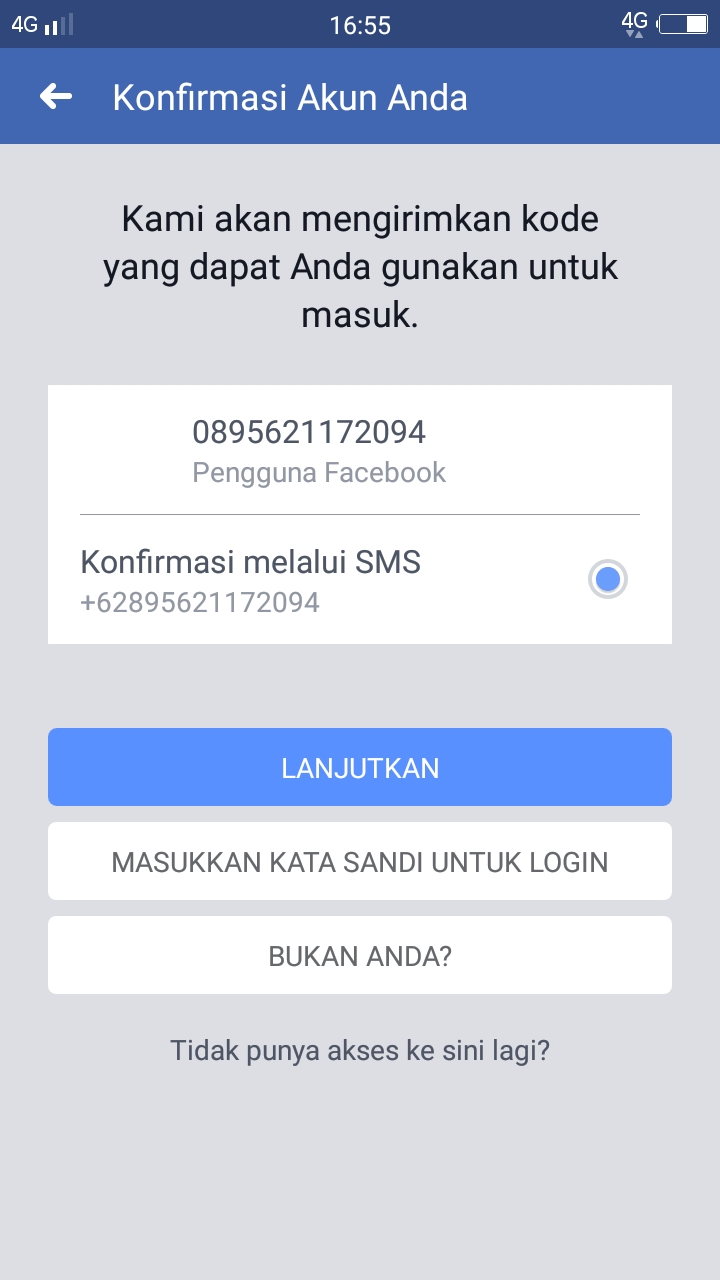 4G 16:55 4G
Konfirmasi Akun Anda
Kami akan mengirimkan kode
yang dapat Anda gunakan untuk
masuk.
0895621172094
Pengguna Facebook
Konfirmasi melalui SMS
+62895621172094
LANJUTKAN
MASUKKAN KATA SANDI UNTUK LOGIN
BUKAN ANDA?
Tidak punya akses ke sini lagi?